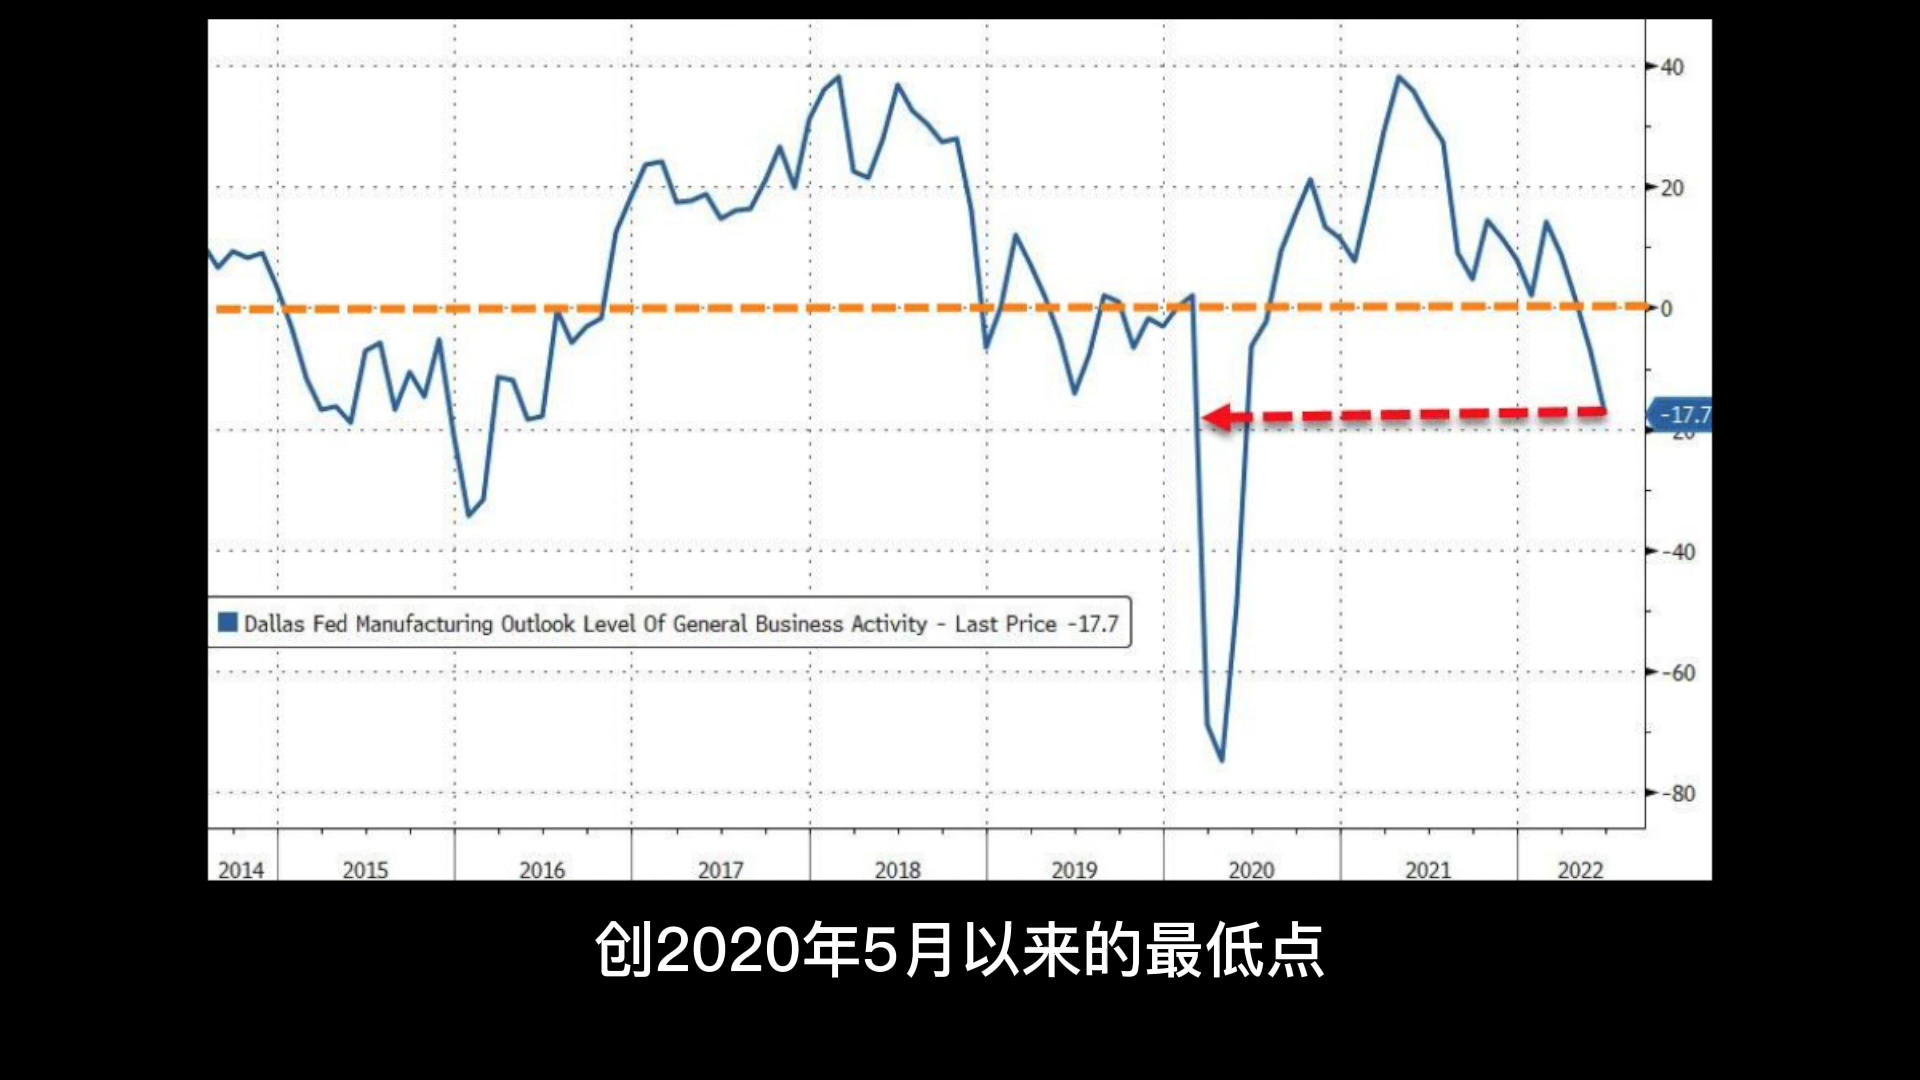 40
20
0
-17.7
-20
-40
Dallas Fed Manufacturing Outlook Level Of General Business Activity - Last Price -17.7
-60
-80
2014 2015 2016 2017 2018 2019 2020 2021 2022
创2020年5月以来的最低点